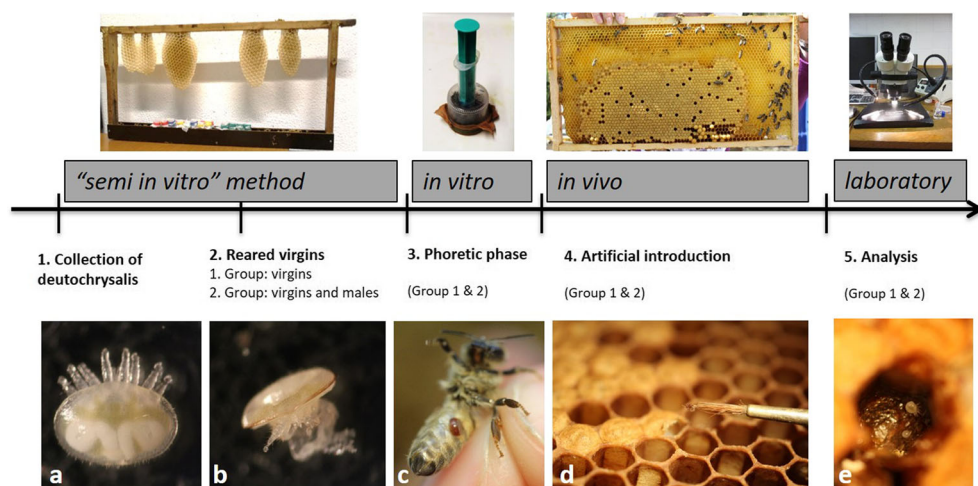 “semi in vitro” method
in vitro
in vivo
laboratory
1. Collection of
deutochrysalis
2. Reared virgins
1. Group: virgins
2. Group: virgins and males
3. Phoretic phase
(Group 1 & 2)
4. Artificial introduction
(Group 1 & 2)
5. Analysis
(Group 1 & 2)
a
b
c
d
e